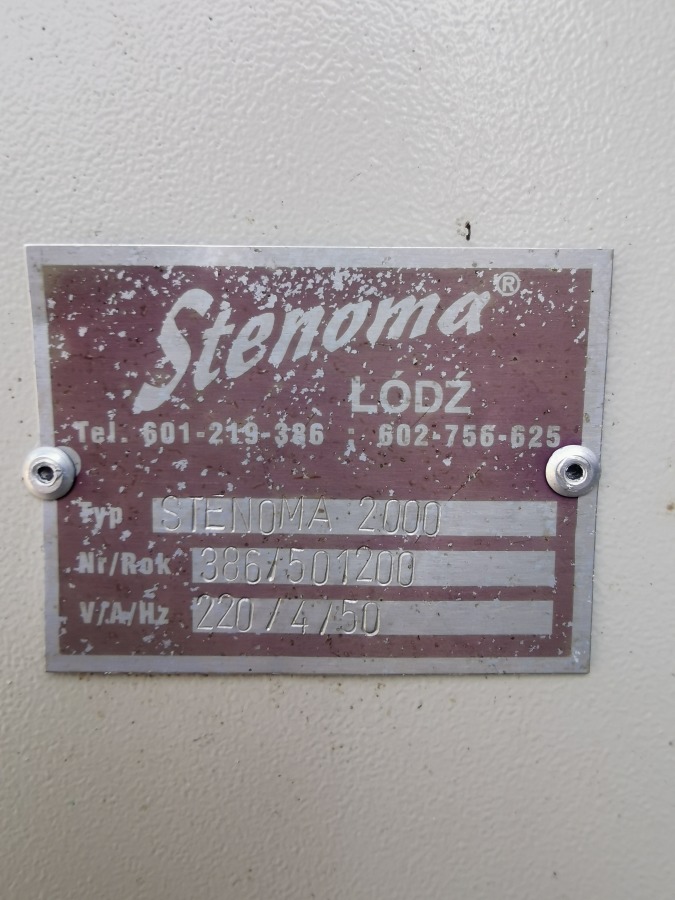 Stenoma®
ŁÓDŹ
Tel. 601-219-386 ; 602-756-625
Typ STENOMA 2000
Nr/Rok 386/501200
V/A/Hz 220/4/50